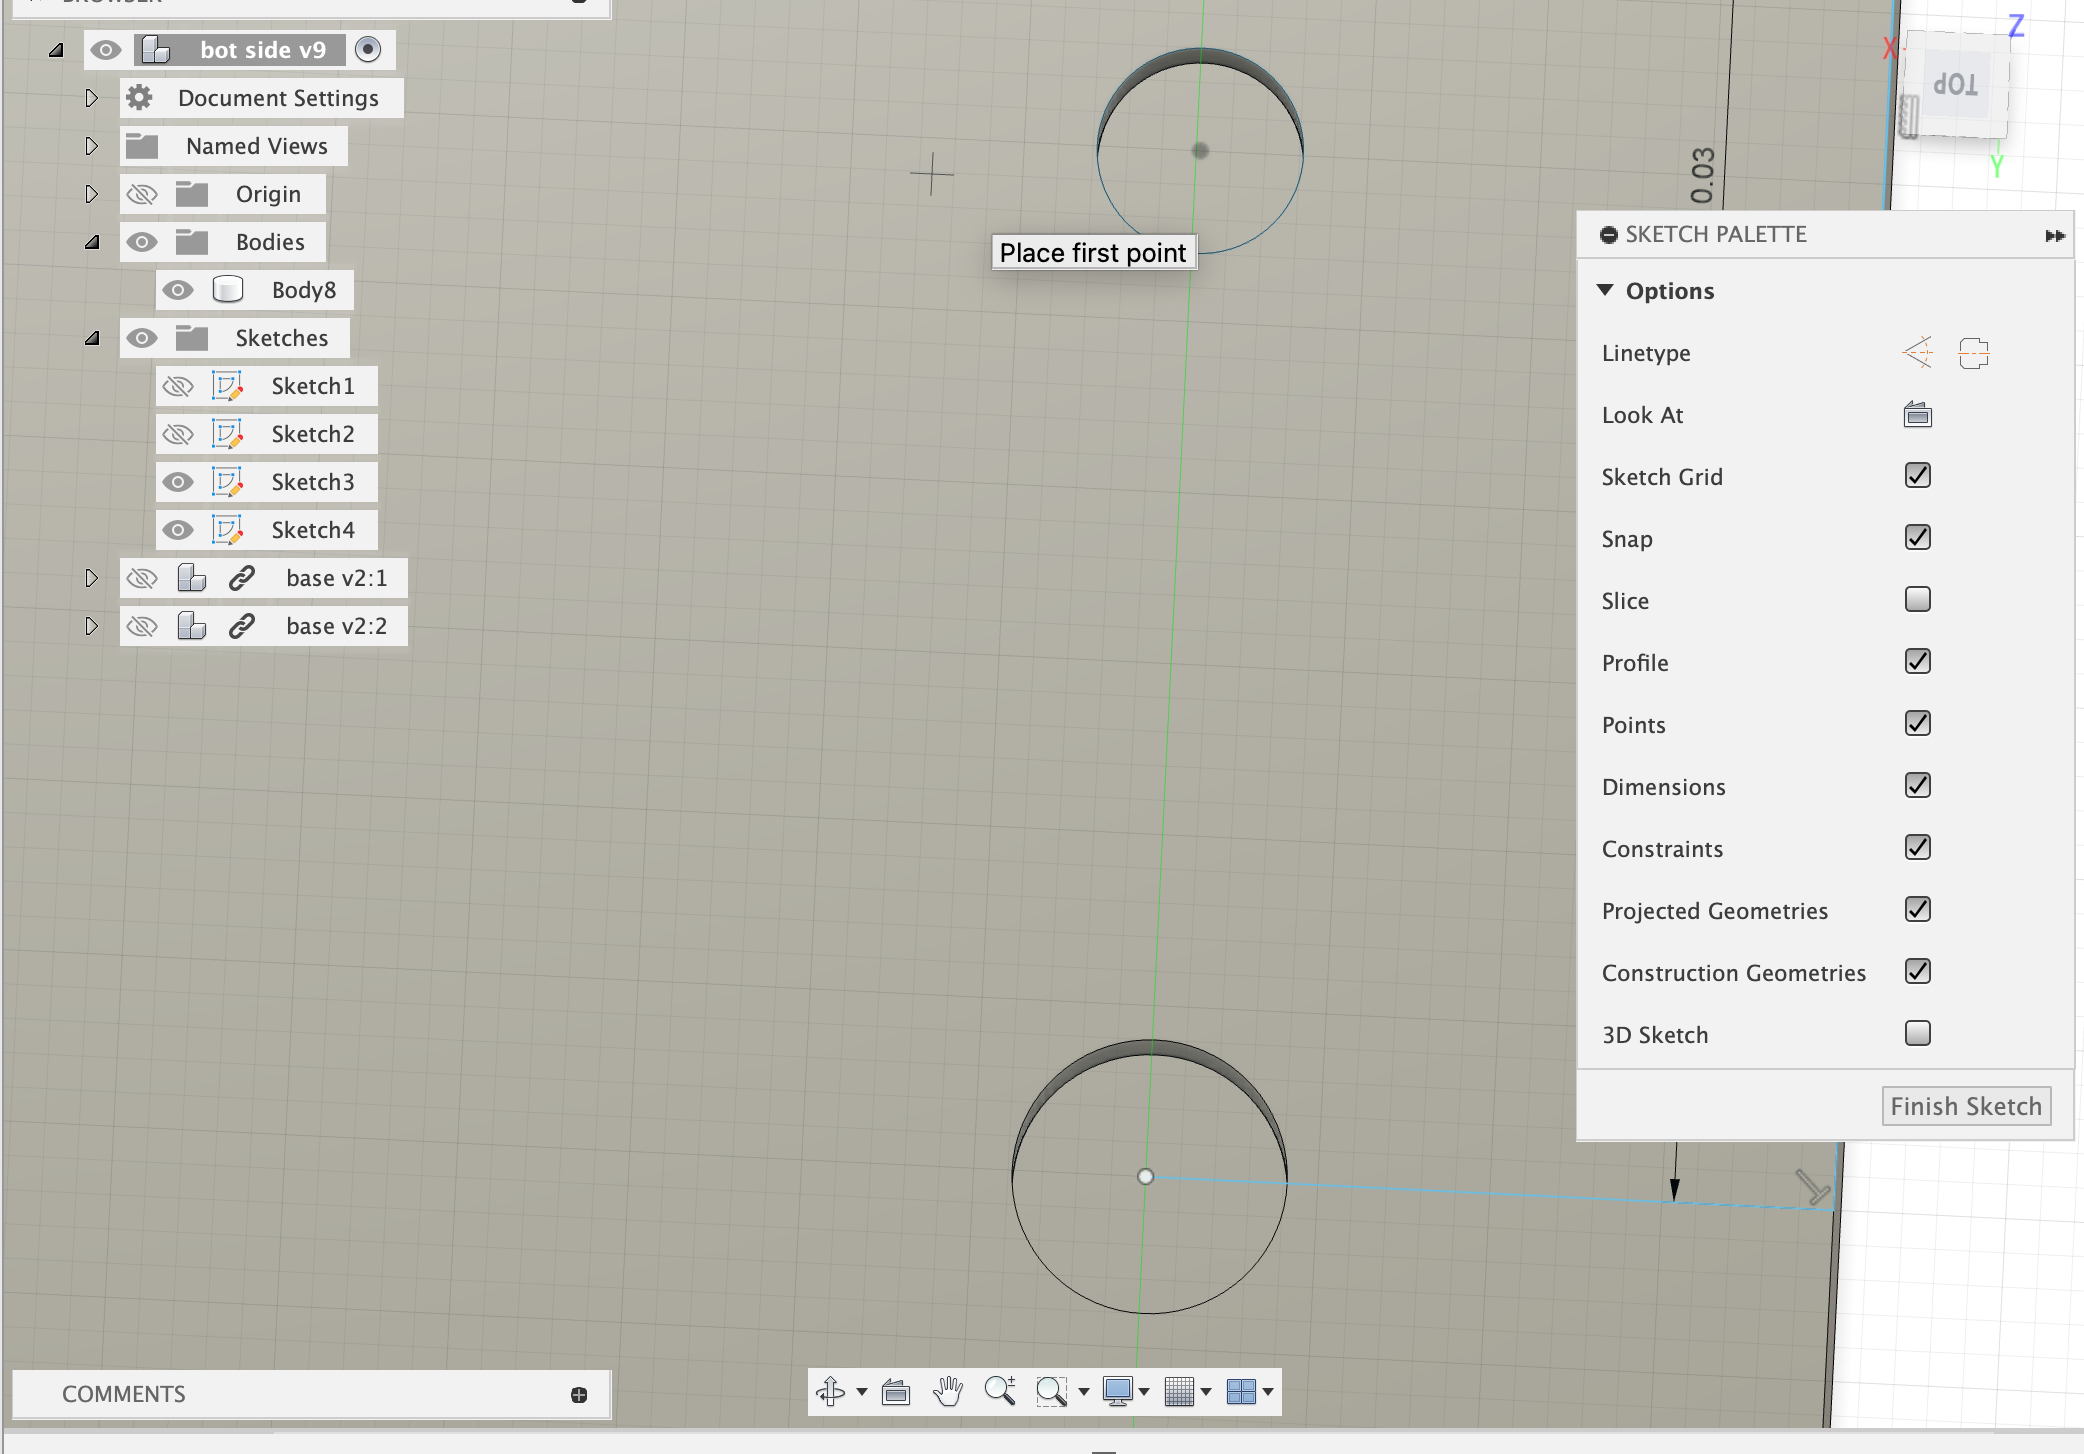 BROWSER
bot side v9
Document Settings
Named Views
Origin
Bodies
Body8
Sketches
Sketch1
Sketch2
Sketch3
Sketch4
base v2:1
base v2:2
Place first point
0.03
Z
X
TOP
Y
SKETCH PALETTE
Options
Linetype
Look At
Sketch Grid
Snap
Slice
Profile
Points
Dimensions
Constraints
Projected Geometries
Construction Geometries
3D Sketch
Finish Sketch
COMMENTS